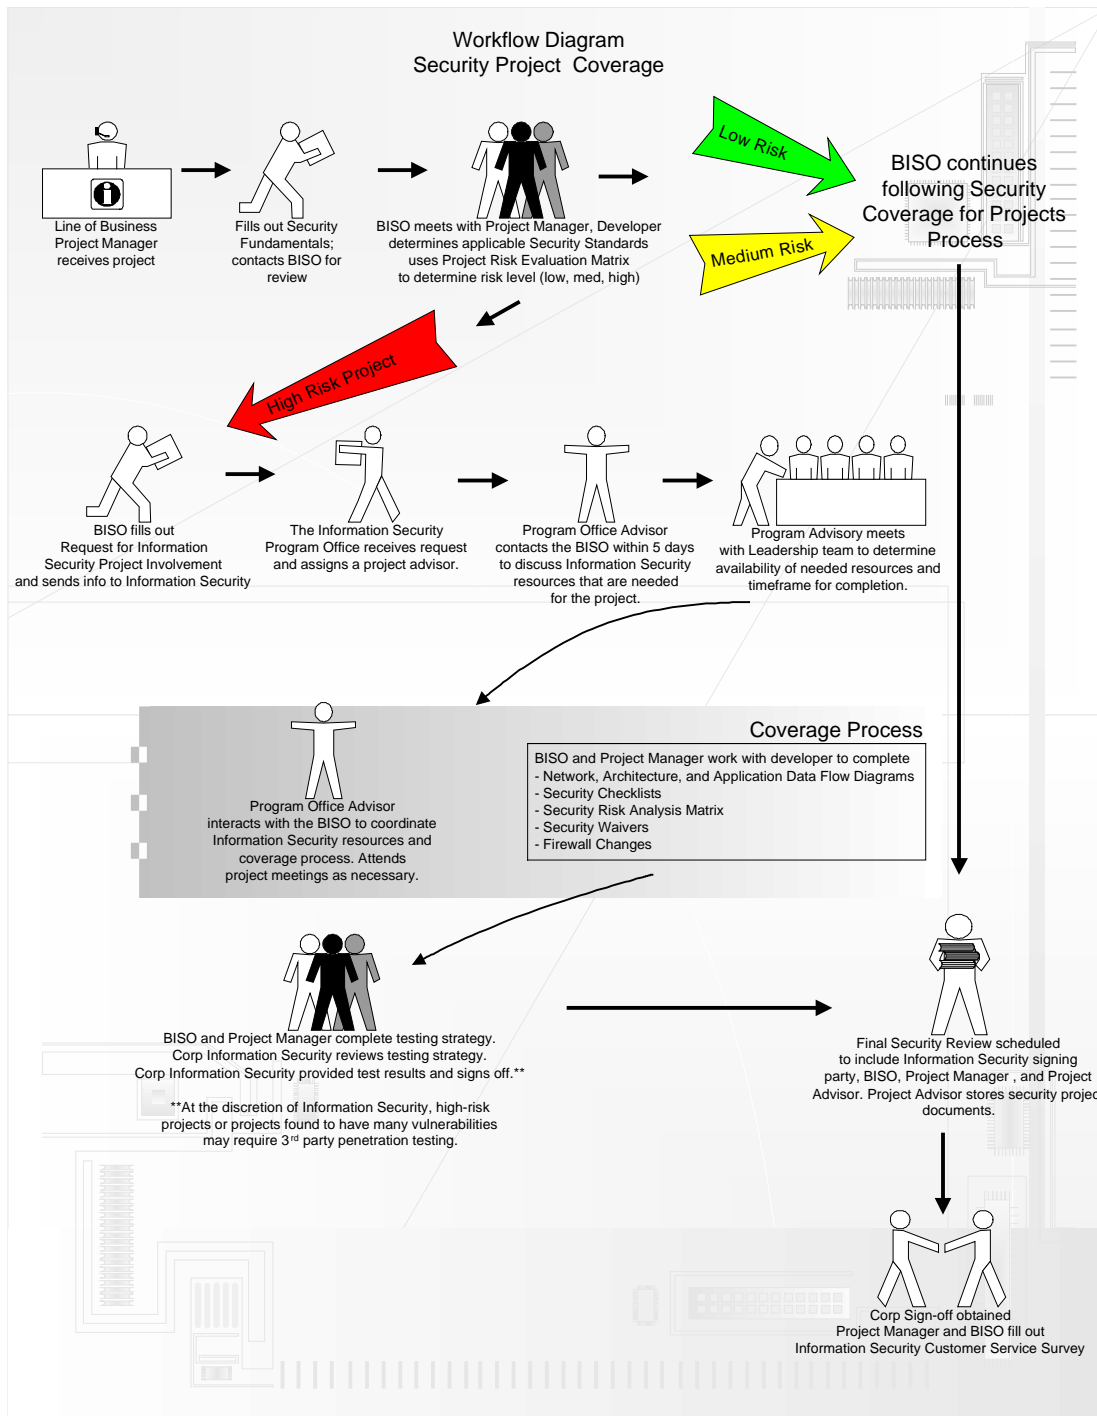 Workflow Diagram
Security Project Coverage
Line of Business
Project Manager
receives project
Fills out Security
Fundamentals;
contacts BISO for
review
BISO meets with Project Manager, Developer
determines applicable Security Standards
uses Project Risk Evaluation Matrix
to determine risk level (low, med, high)
Low Risk
Medium Risk
BISO continues
following Security
Coverage for Projects
Process
High Risk Project
BISO fills out
Request for Information
Security Project Involvement
and sends info to Information Security
The Information Security
Program Office receives request
and assigns a project advisor.
Program Office Advisor
contacts the BISO within 5 days
to discuss Information Security
resources that are needed
for the project.
Program Advisory meets
with Leadership team to determine
availability of needed resources and
timeframe for completion.
Coverage Process
Program Office Advisor
interacts with the BISO to coordinate
Information Security resources and
coverage process. Attends
project meetings as necessary.
BISO and Project Manager work with developer to complete
- Network, Architecture, and Application Data Flow Diagrams
- Security Checklists
- Security Risk Analysis Matrix
- Security Waivers
- Firewall Changes
BISO and Project Manager complete testing strategy.
Corp Information Security reviews testing strategy.
Corp Information Security provided test results and signs off.**
**At the discretion of Information Security, high-risk
projects or projects found to have many vulnerabilities
may require 3rd party penetration testing.
Final Security Review scheduled
to include Information Security signing
party, BISO, Project Manager , and Project
Advisor. Project Advisor stores security project
documents.
Corp Sign-off obtained
Project Manager and BISO fill out
Information Security Customer Service Survey